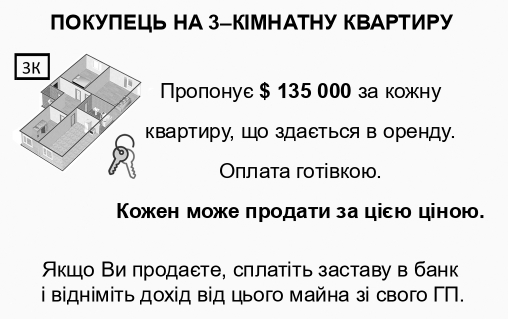 ПОКУПЕЦЬ НА 3–КІМНАТНУ КВАРТИРУ
3К
Пропонує $ 135 000 за кожну
квартиру, що здається в оренду.
Оплата готівкою.
Кожен може продати за цією ціною.
Якщо Ви продаєте, сплатіть заставу в банк
і відніміть дохід від цього майна зі свого ГП.